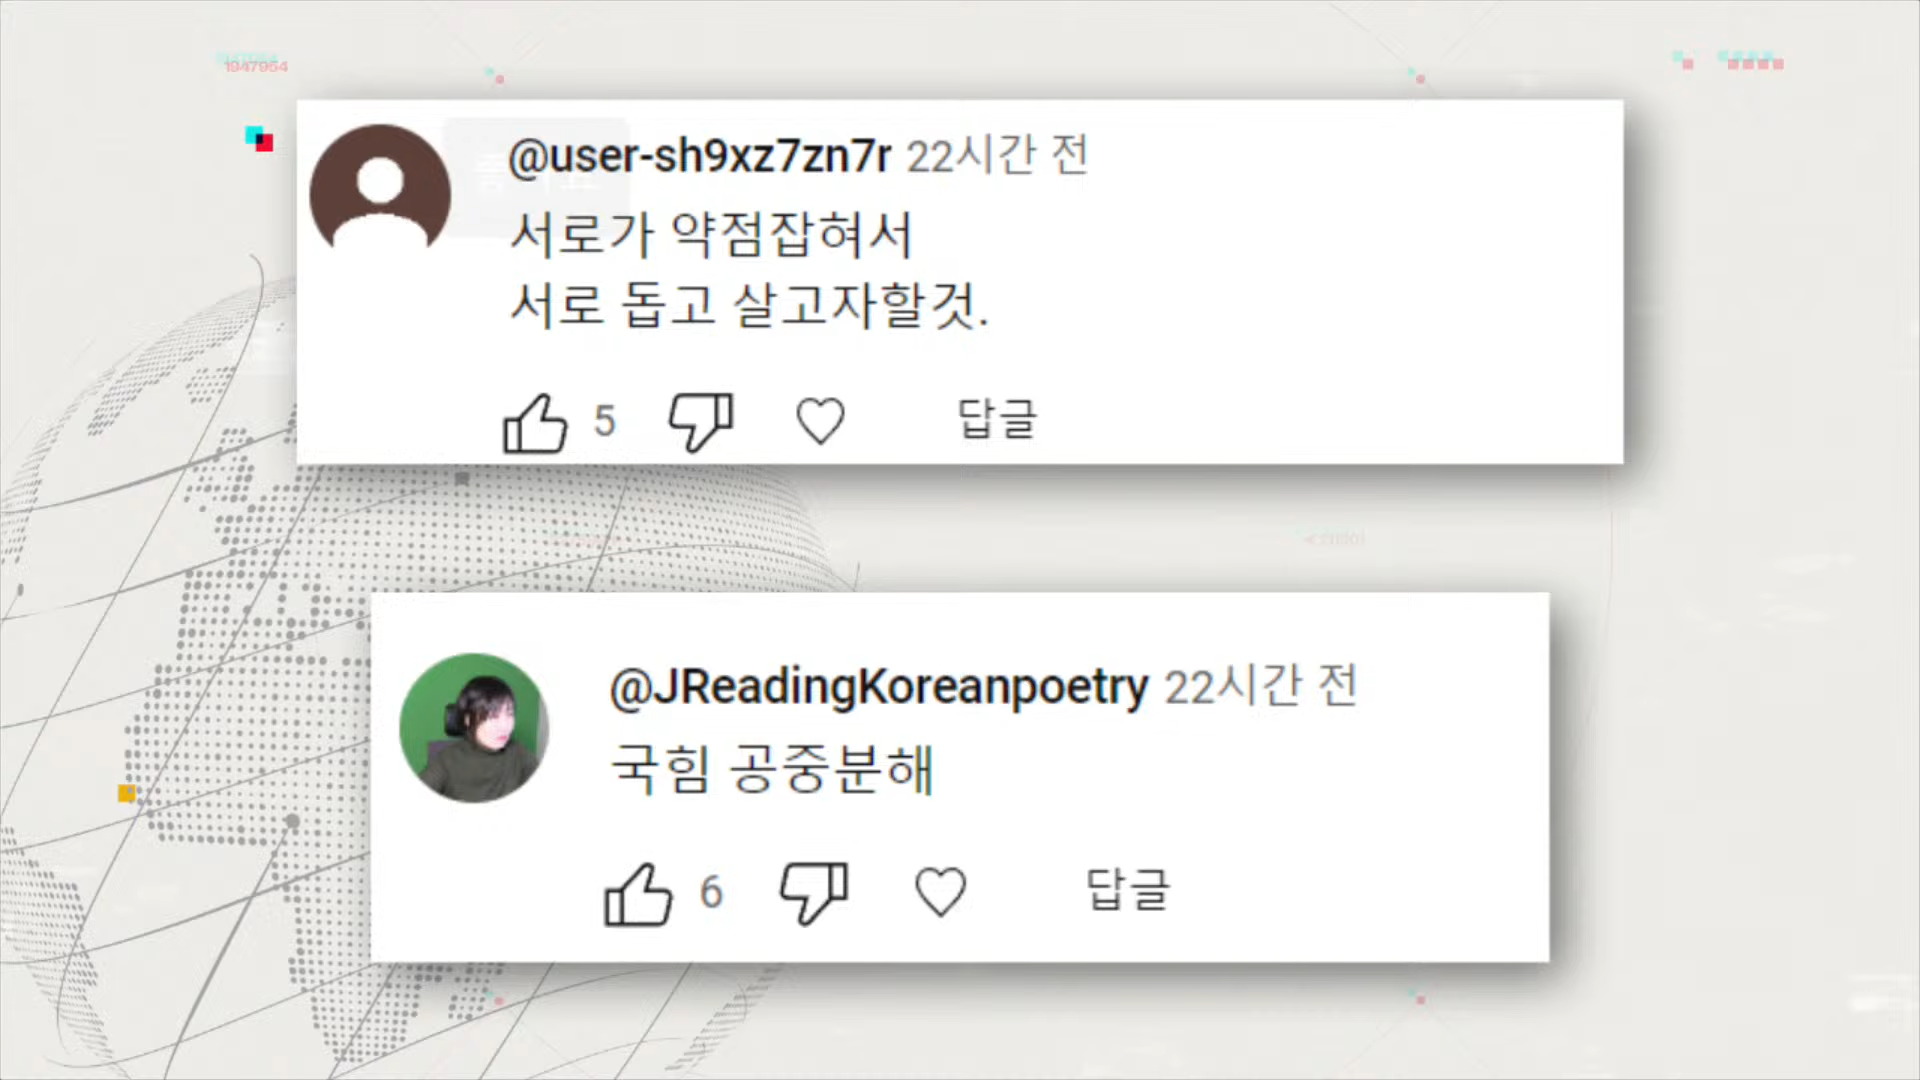 1947954
@user-sh9xz7zn7r 22시간 전
서로가 약점잡혀서
서로 돕고 살고자할것.
5 답글
@JReadingKoreanpoetry 22시간 전
국힘 공중분해
6 답글